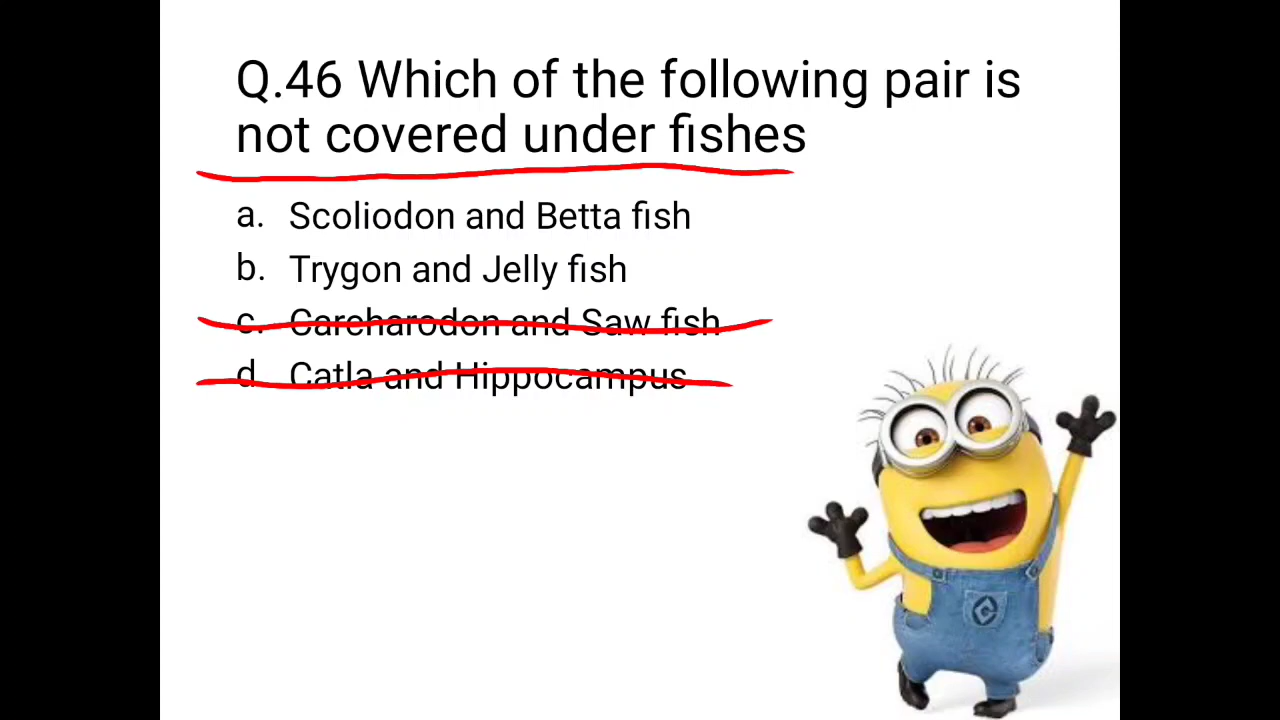 Q.46 Which of the following pair is
not covered under fishes
a. Scoliodon and Betta fish
b. Trygon and Jelly fish
c. Carcharodon and Saw fish
d. Catla and Hippocampus